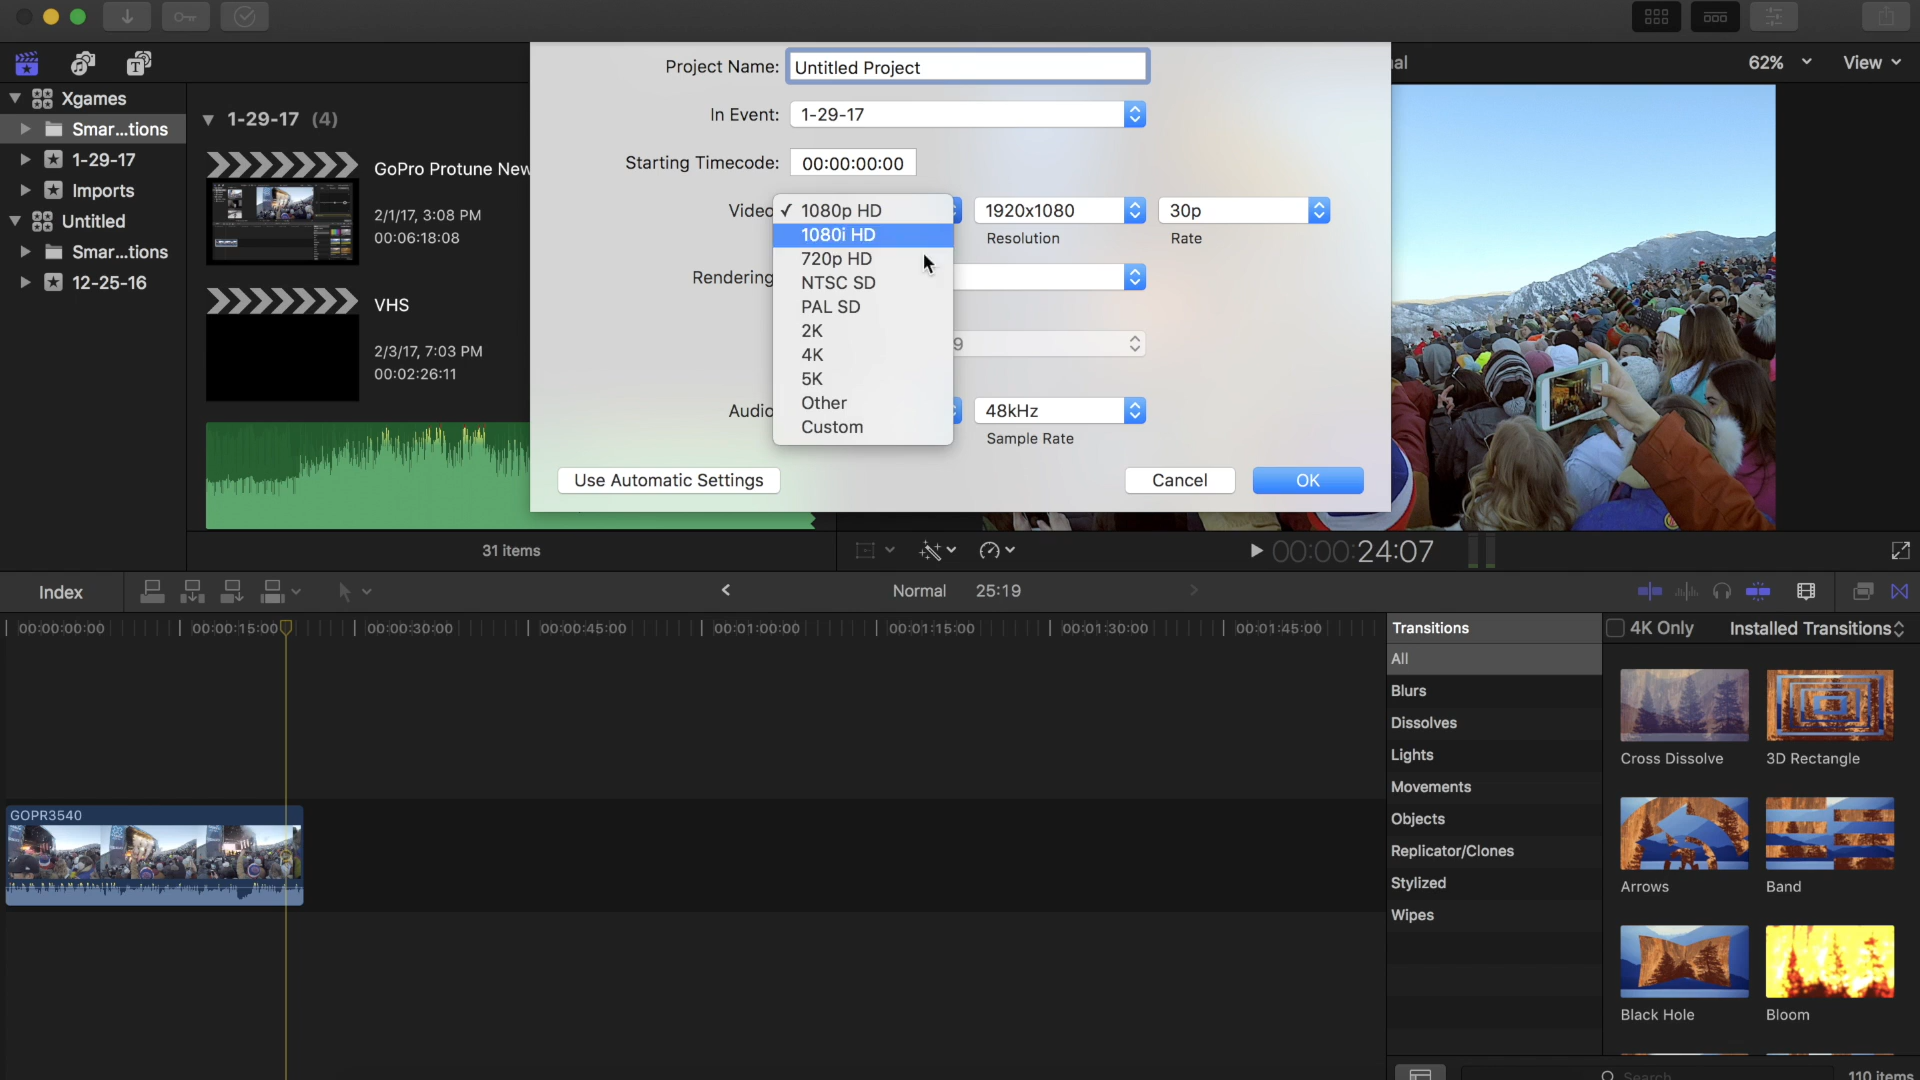 Project Name: Untitled Project
In Event: 1-29-17
Starting Timecode: 00:00:00:00
Video
✓ 1080p HD
1080i HD
720p HD
NTSC SD
PAL SD
2K
4K
5K
Other
Custom
1920x1080
Resolution
30p
Rate
Rendering
9
Audio
48kHz
Sample Rate
Use Automatic Settings
Cancel
OK
al
62%
View
Xgames
Smar...tions
1-29-17
Imports
Untitled
Smar...tions
12-25-16
1-29-17 (4)
GoPro Protune New
2/1/17, 3:08 PM
00:06:18:08
VHS
2/3/17, 7:03 PM
00:02:26:11
31 items
00:00:24:07
Index
Normal 25:19
00:00:00:00 00:00:15:00 00:00:30:00 00:00:45:00 00:01:00:00 00:01:15:00 00:01:30:00 00:01:45:00
GOPR3540
Transitions
All
Blurs
Dissolves
Lights
Movements
Objects
Replicator/Clones
Stylized
Wipes
4K Only
Installed Transitions
Cross Dissolve
3D Rectangle
Arrows
Band
Black Hole
Bloom
Search
110 items